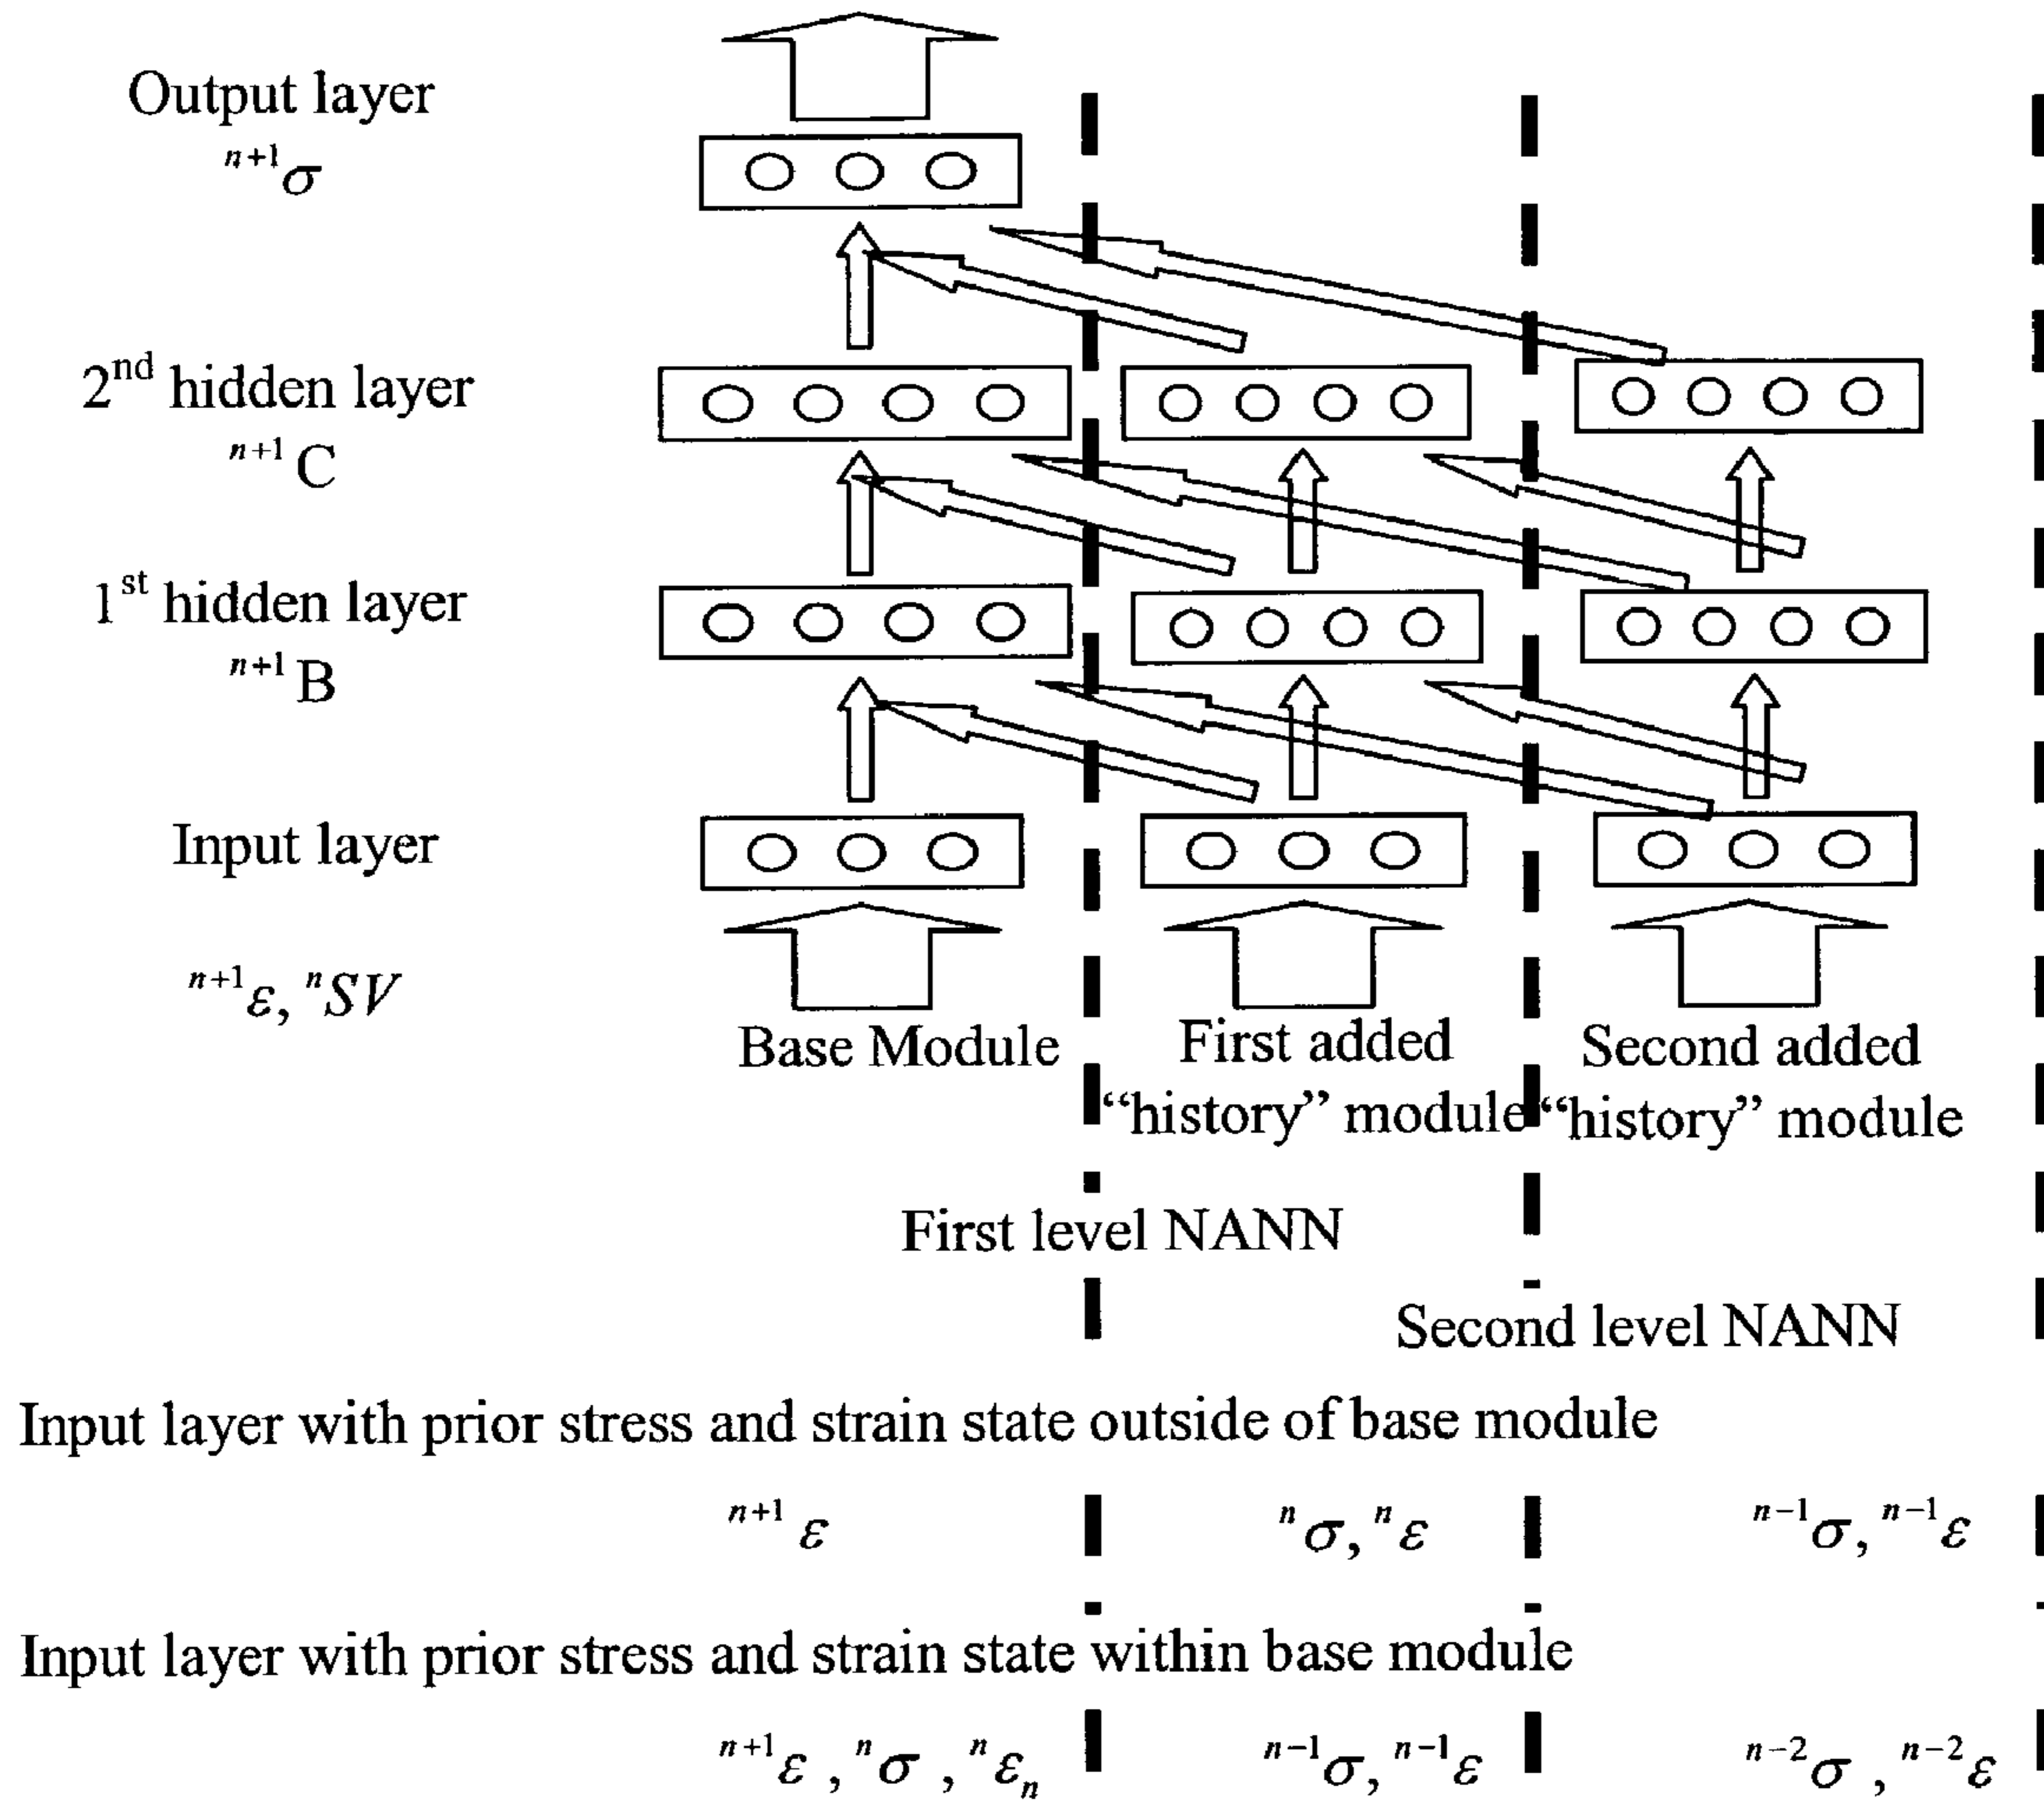 Output layer
ⁿ⁺¹σ
2ⁿᵈ hidden layer
ⁿ⁺¹C
1ˢᵗ hidden layer
ⁿ⁺¹B
Input layer
ⁿ⁺¹ε, ⁿSV
Base Module
First added
“history” module
Second added
“history” module
First level NANN
Second level NANN
Input layer with prior stress and strain state outside of base module
ⁿ⁺¹ε ⁿσ, ⁿε ⁿ⁻¹σ, ⁿ⁻¹ε
Input layer with prior stress and strain state within base module
ⁿ⁺¹ε, ⁿσ, ⁿεₙ ⁿ⁻¹σ, ⁿ⁻¹ε ⁿ⁻²σ, ⁿ⁻²ε